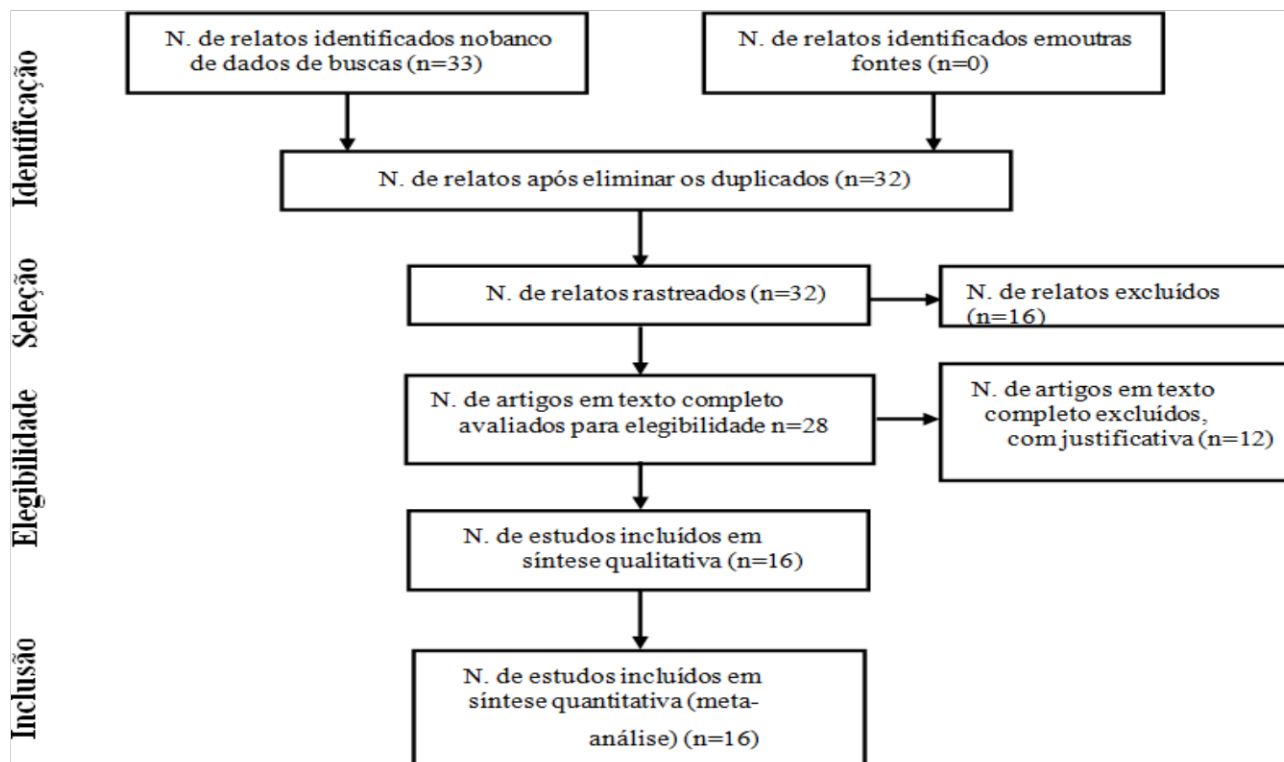 Identificação
N. de relatos identificados nobanco
de dados de buscas (n=33)
N. de relatos identificados emoutras
fontes (n=0)
N. de relatos após eliminar os duplicados (n=32)
Seleção
N. de relatos rastreados (n=32)
N. de relatos excluídos
(n=16)
Elegibilidade
N. de artigos em texto completo
avaliados para elegibilidade n=28
N. de artigos em texto
completo excluídos,
com justificativa (n=12)
N. de estudos incluídos em
síntese qualitativa (n=16)
Inclusão
N. de estudos incluídos em
síntese quantitativa (meta-
análise) (n=16)